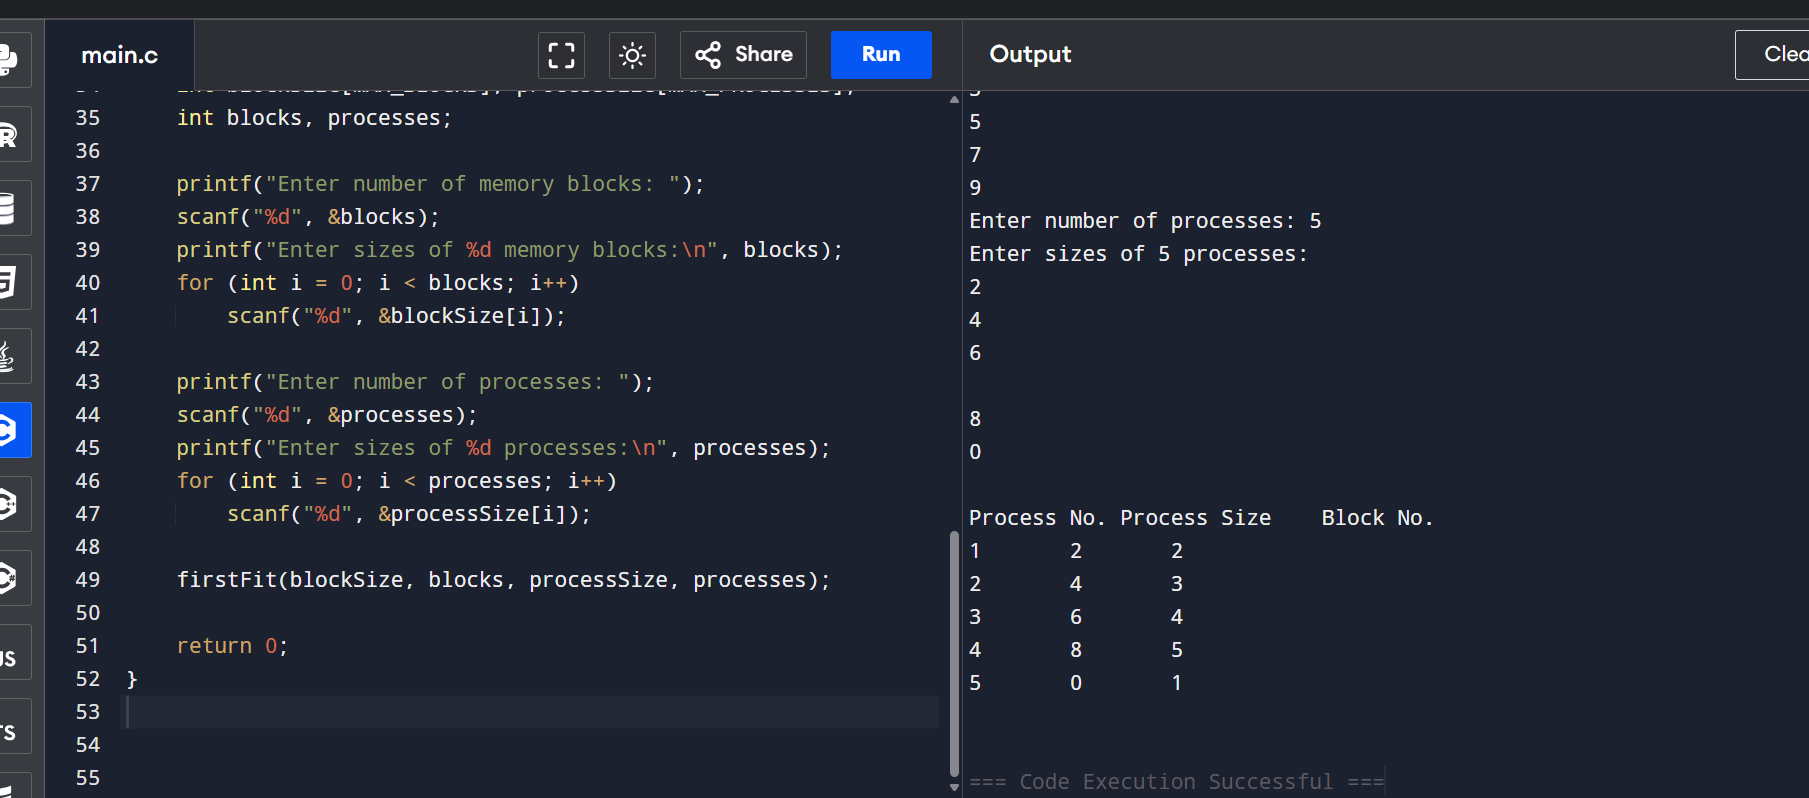 main.c
Share
Run
Output
35 int blocks, processes;
36
37 printf("Enter number of memory blocks: ");
38 scanf("%d", &blocks);
39 printf("Enter sizes of %d memory blocks:\n", blocks);
40 for (int i = 0; i < blocks; i++)
41 scanf("%d", &blockSize[i]);
42
43 printf("Enter number of processes: ");
44 scanf("%d", &processes);
45 printf("Enter sizes of %d processes:\n", processes);
46 for (int i = 0; i < processes; i++)
47 scanf("%d", &processSize[i]);
48
49 firstFit(blockSize, blocks, processSize, processes);
50
51 return 0;
52 }
53
54
55
5
7
9
Enter number of processes: 5
Enter sizes of 5 processes:
2
4
6
8
0
Process No. Process Size Block No.
1 2 2
2 4 3
3 6 4
4 8 5
5 0 1
=== Code Execution Successful ===